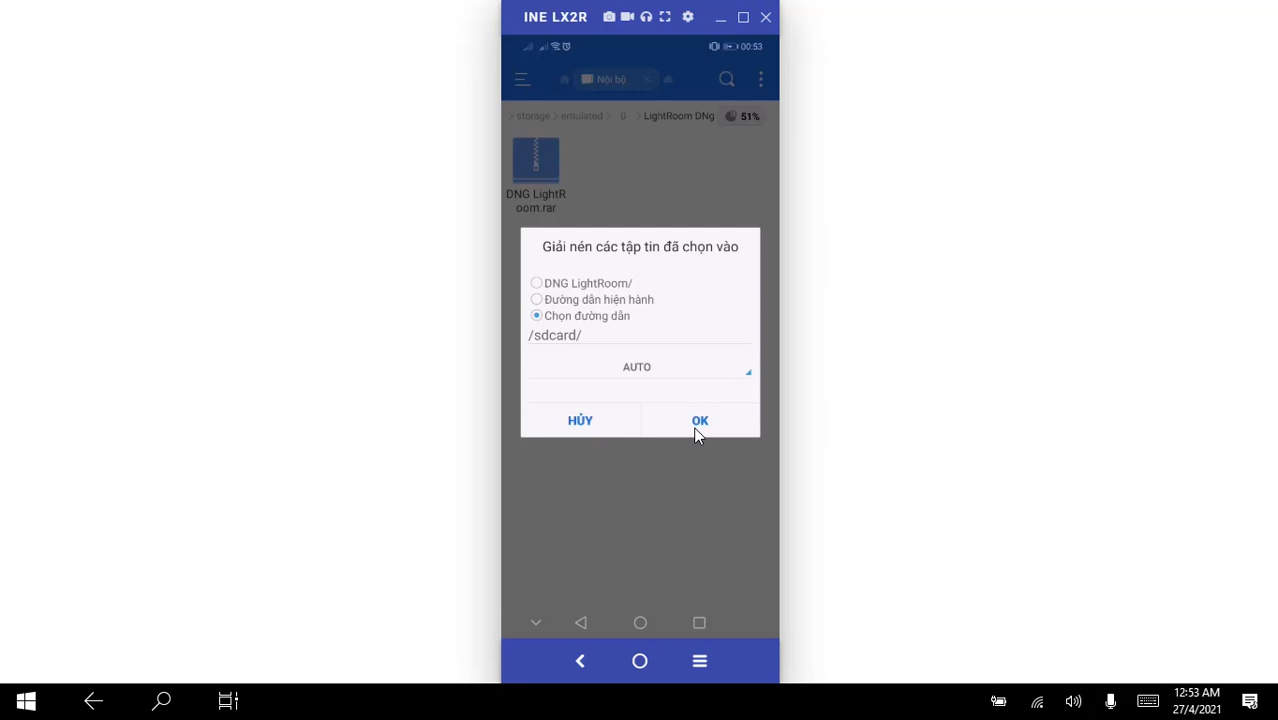 INE LX2R
00:53
Nội bộ
storage
emulated
0
LightRoom DNg
51%
DNG LightR
oom.rar
Giải nén các tập tin đã chọn vào
DNG LightRoom/
Đường dẫn hiện hành
Chọn đường dẫn
/sdcard/
AUTO
HỦY
OK
12:53 AM
27/4/2021